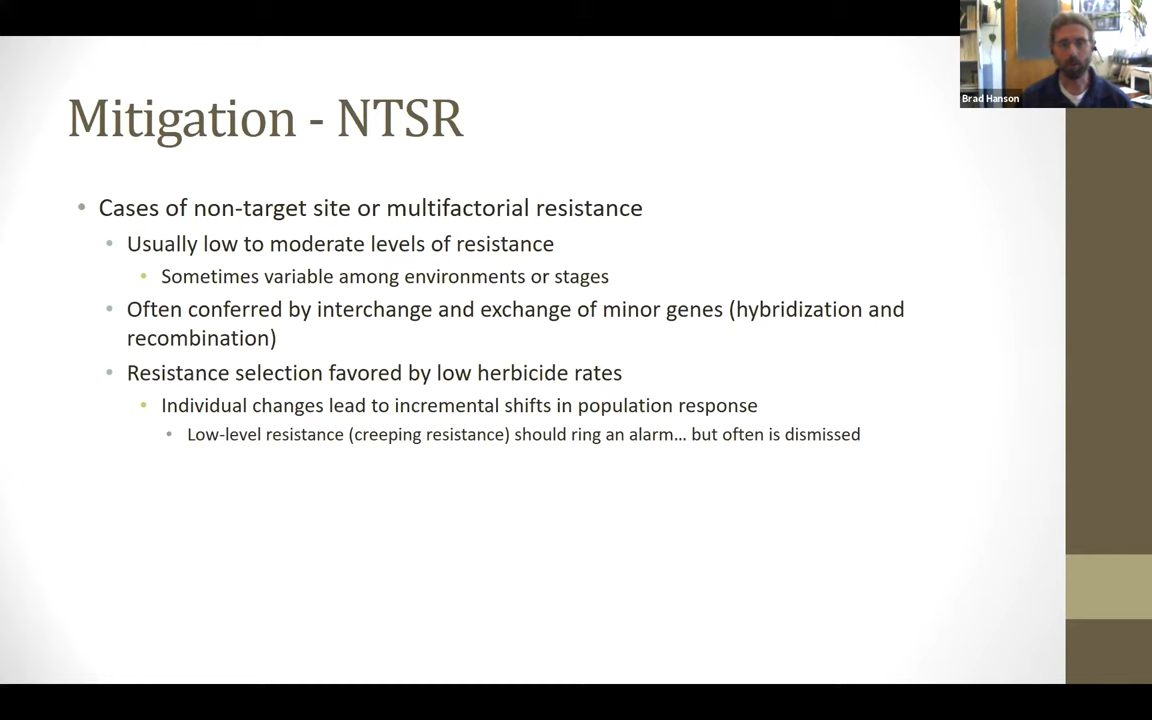 Brad Hanson
Mitigation - NTSR
• Cases of non-target site or multifactorial resistance
• Usually low to moderate levels of resistance
• Sometimes variable among environments or stages
• Often conferred by interchange and exchange of minor genes (hybridization and
recombination)
• Resistance selection favored by low herbicide rates
• Individual changes lead to incremental shifts in population response
• Low-level resistance (creeping resistance) should ring an alarm… but often is dismissed